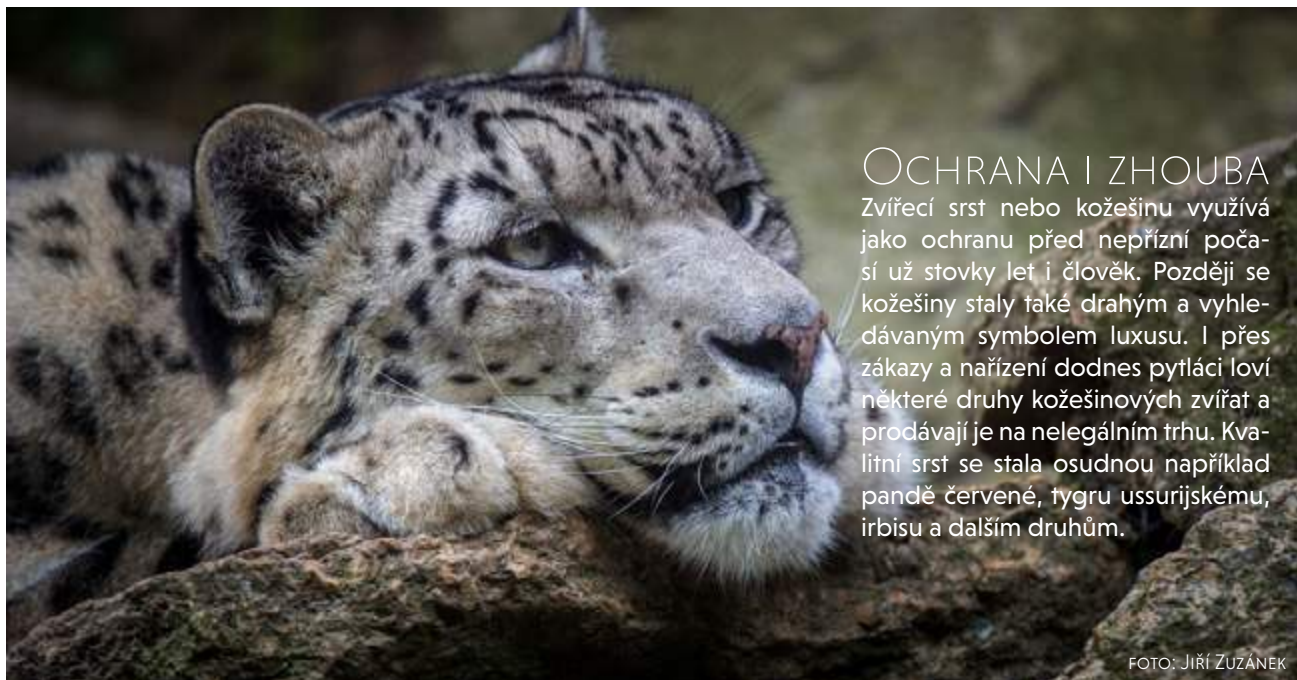 OCHRANA I ZHOUBA
Zvířecí srst nebo kožešinu využívá
jako ochranu před nepřízní poča-
sí už stovky let i člověk. Později se
kožešiny staly také drahým a vyhle-
dávaným symbolem luxusu. I přes
zákazy a nařízení dodnes pytláci loví
některé druhy kožešinových zvířat a
prodávají je na nelegálním trhu. Kva-
litní srst se stala osudnou například
pandě červené, tygru ussurijskému,
irbisu a dalším druhům.
FOTO: JIŘÍ ZUZÁNEK